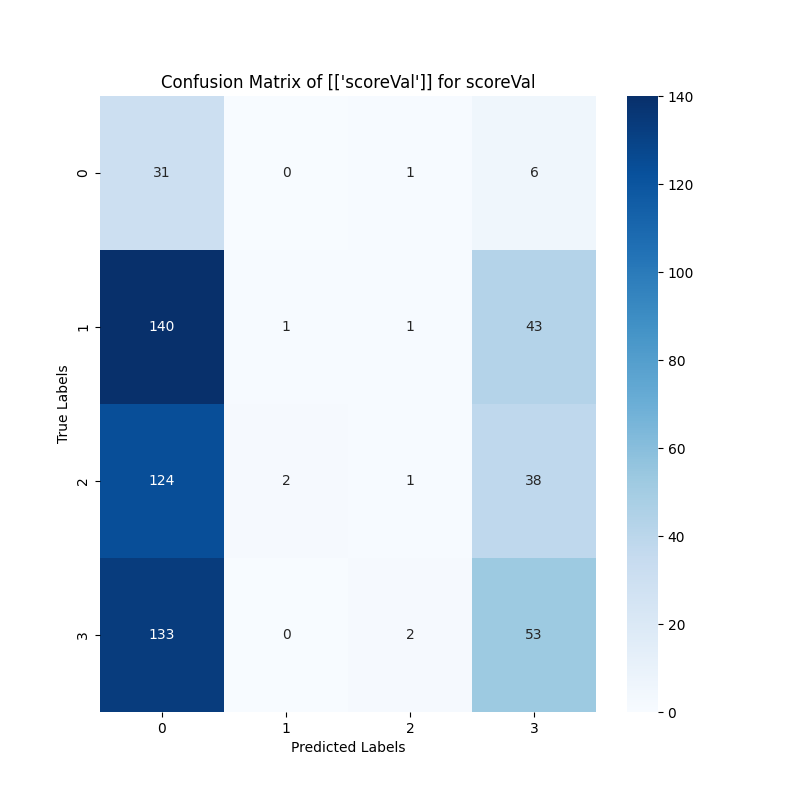 Confusion Matrix of [['scoreVal']] for scoreVal
0 31 0 1 6
1 140 1 1 43
2 124 2 1 38
3 133 0 2 53
0 1 2 3
True Labels
Predicted Labels
140
120
100
80
60
40
20
0